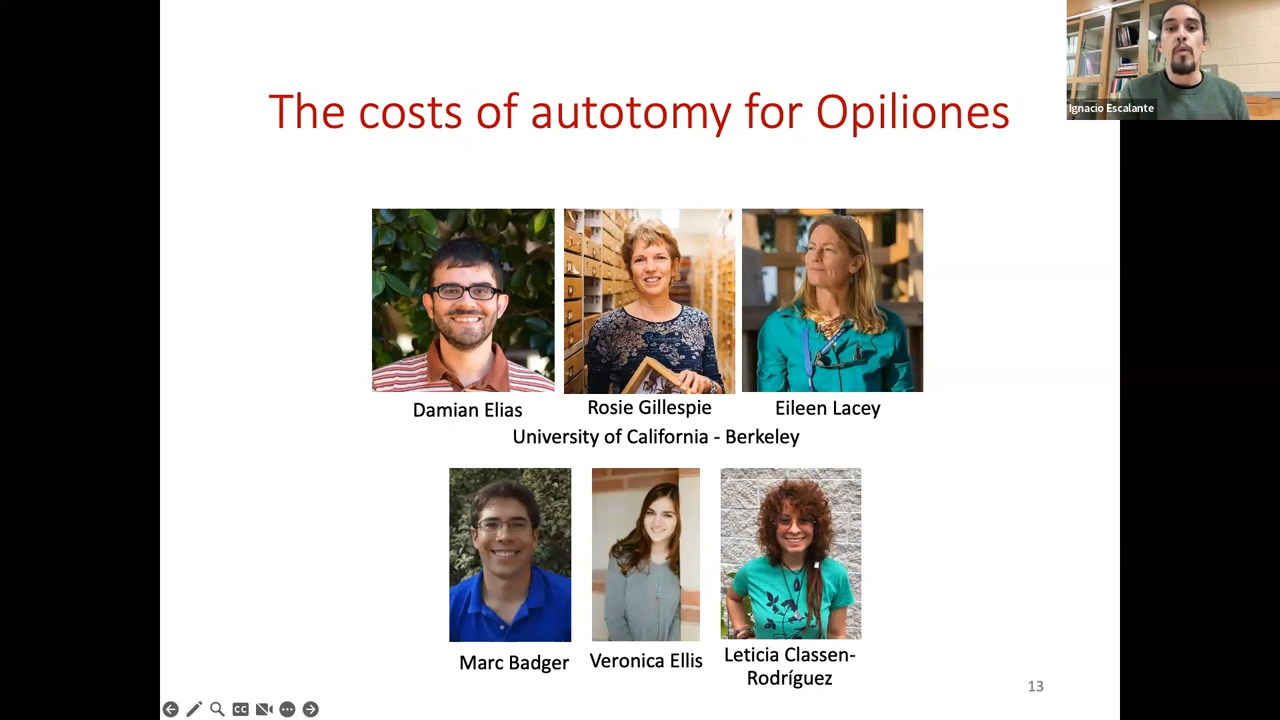 The costs of autotomy for Opiliones
Ignacio Escalante
Damian Elias
Rosie Gillespie
Eileen Lacey
University of California - Berkeley
Marc Badger
Veronica Ellis
Leticia Classen-
Rodríguez
13
CC